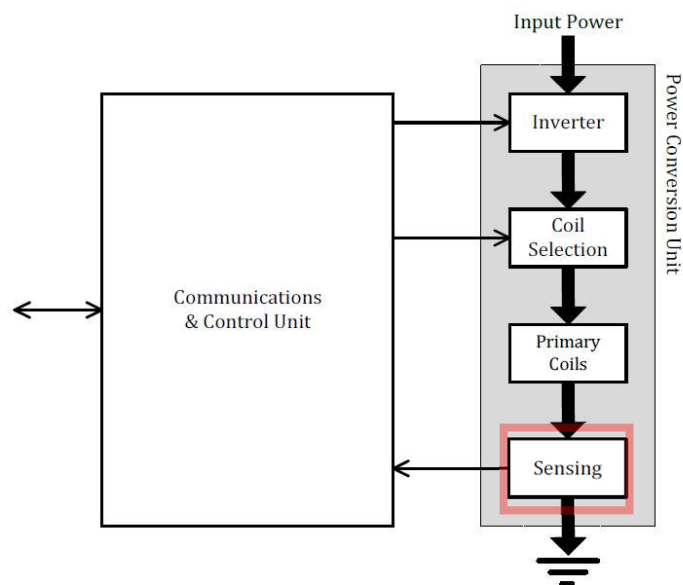 Input Power
Power Conversion Unit
Inverter
Coil
Selection
Communications
& Control Unit
Primary
Coils
Sensing